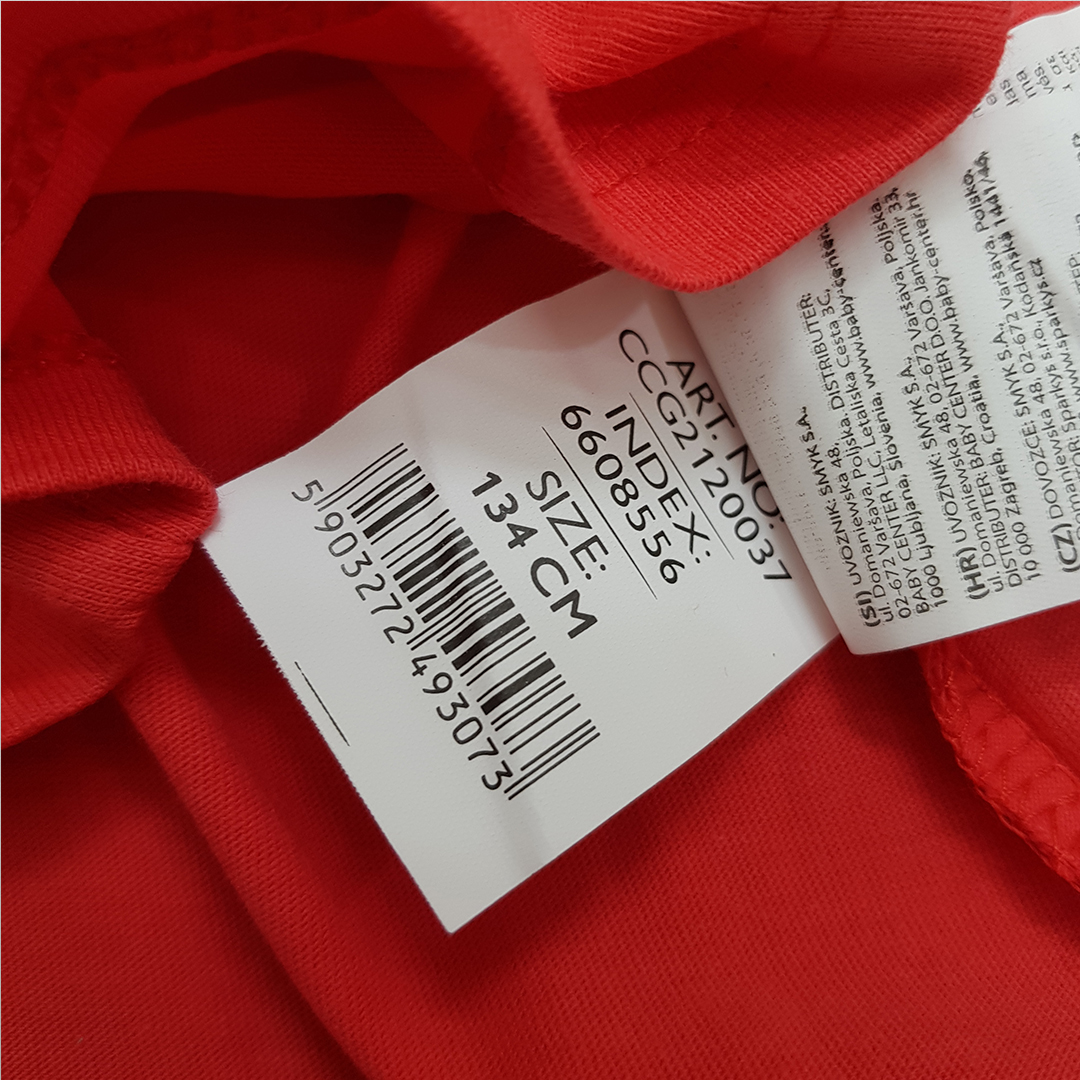 ART. NO:
CCG2120037
INDEX:
6608556
SIZE:
134 CM
5 903272 493073
(SI) UVOZNIK: SMYK S.A.
ul. Domaniewska 48,
02-672 Varšava, Poljska. DISTRIBUTER:
BABY CENTER LLC, Letališka Cesta 3C,
1000 Ljubljana, Slovenia, www.baby-center
(HR) UVOZNIK: SMYK S.A.,
ul. Domaniewska 48, 02-672 Varšava, Poljska.
DISTRIBUTER: BABY CENTER D.O.O. Jankomir 33,
10 000 Zagreb, Croatia, www.baby-center.hr
(CZ) DOVOZCE: SMYK S.A.,
Domaniewska 48, 02-672 Varšava, Polsko.
Sparkys s.r.o., Kodaňská 1441/46,
www.sparkys.cz